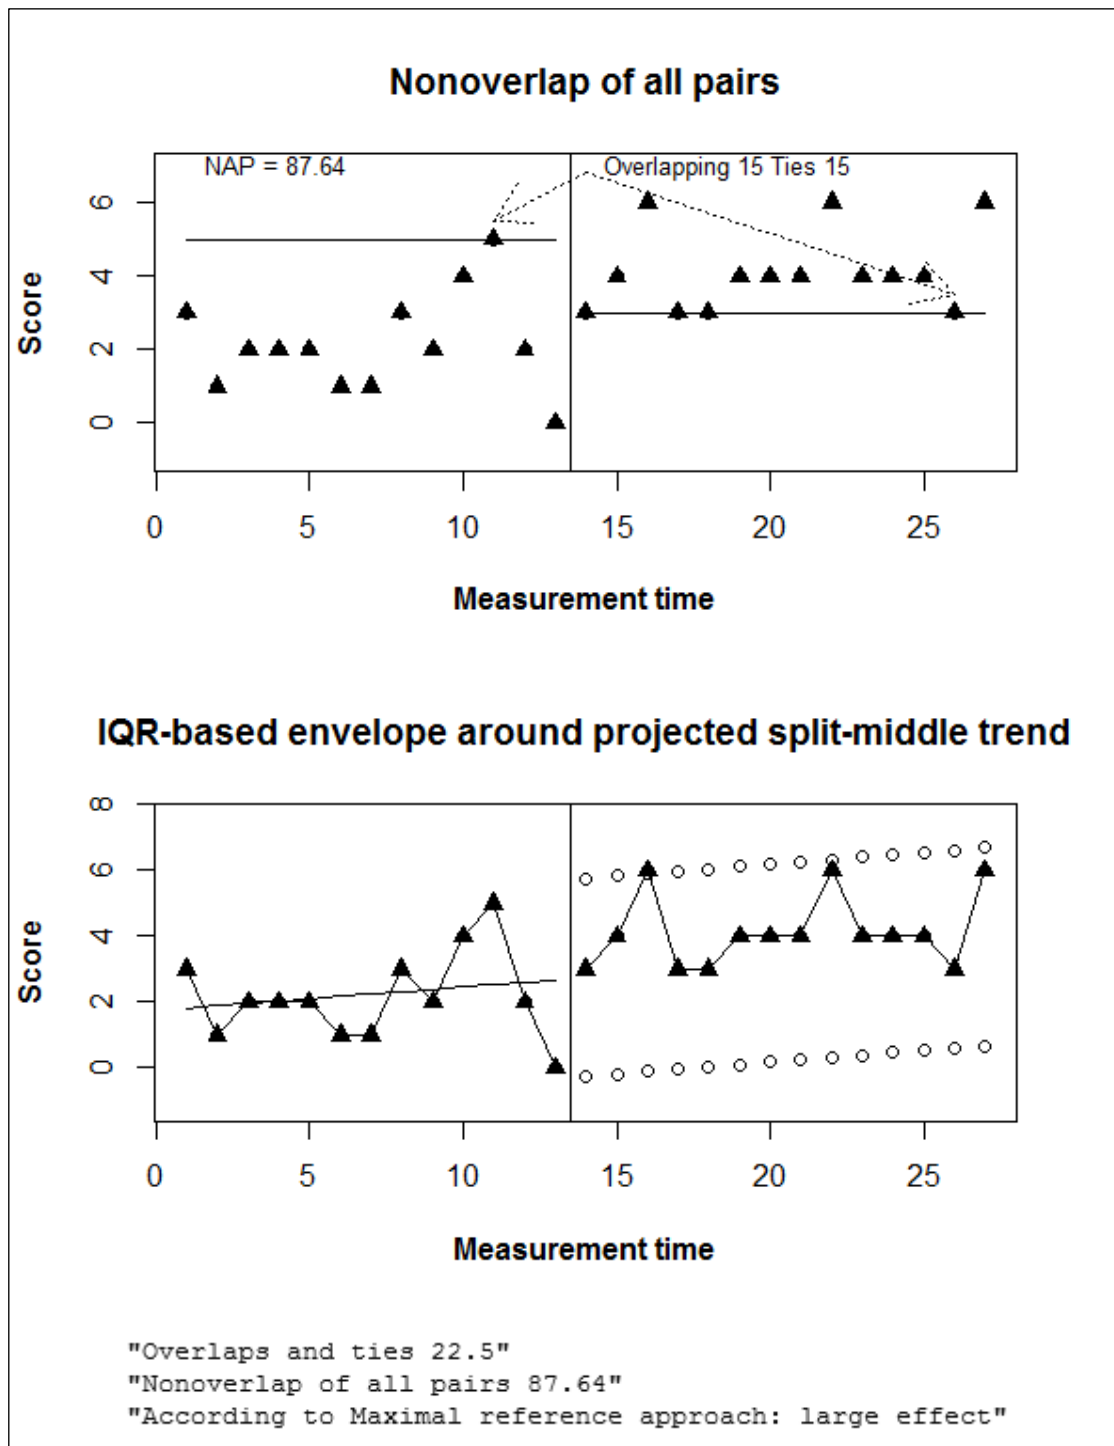 Nonoverlap of all pairs
NAP = 87.64
Overlapping 15 Ties 15
6
4
2
0
Score
0 5 10 15 20 25
Measurement time
IQR-based envelope around projected split-middle trend
8
6
4
2
0
Score
0 5 10 15 20 25
Measurement time
"Overlaps and ties 22.5"
"Nonoverlap of all pairs 87.64"
"According to Maximal reference approach: large effect"